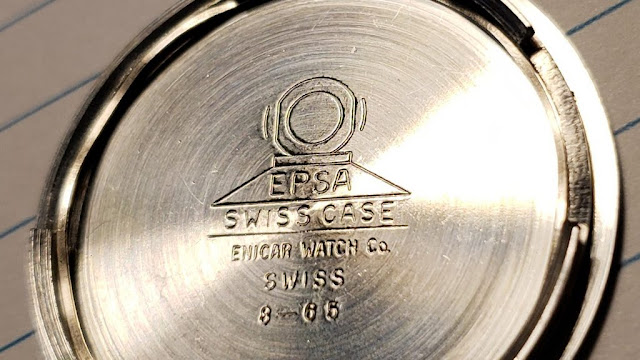 EPSA
SWISS CASE
ENICAR WATCH Co.
SWISS
8-65